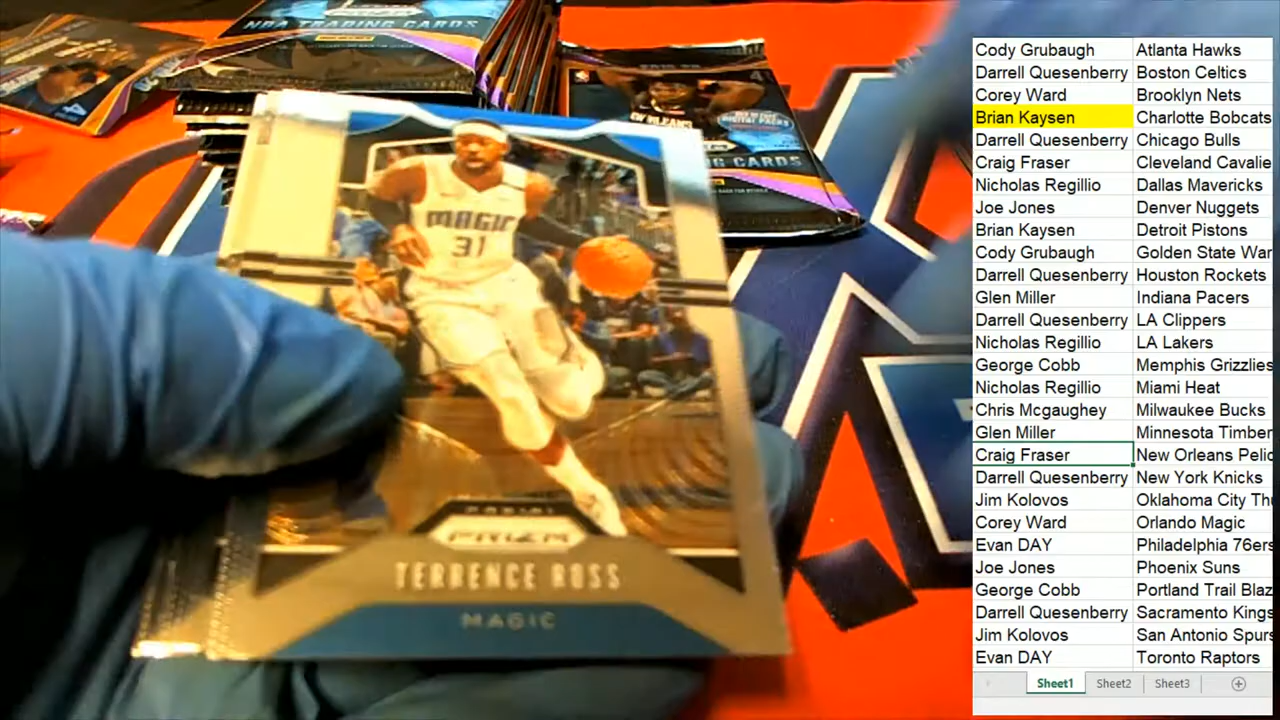 NBA TRADING CARDS
MAGIC
31
PANINI
PRIZM
TERRENCE ROSS
MAGIC
CARDS
Cody Grubaugh Atlanta Hawks
Darrell Quesenberry Boston Celtics
Corey Ward Brooklyn Nets
Brian Kaysen Charlotte Bobcats
Darrell Quesenberry Chicago Bulls
Craig Fraser Cleveland Cavalie
Nicholas Regillio Dallas Mavericks
Joe Jones Denver Nuggets
Brian Kaysen Detroit Pistons
Cody Grubaugh Golden State War
Darrell Quesenberry Houston Rockets
Glen Miller Indiana Pacers
Darrell Quesenberry LA Clippers
Nicholas Regillio LA Lakers
George Cobb Memphis Grizzlies
Nicholas Regillio Miami Heat
Chris Mcgaughey Milwaukee Bucks
Glen Miller Minnesota Timber
Craig Fraser New Orleans Pelic
Darrell Quesenberry New York Knicks
Jim Kolovos Oklahoma City Thu
Corey Ward Orlando Magic
Evan DAY Philadelphia 76ers
Joe Jones Phoenix Suns
George Cobb Portland Trail Blaz
Darrell Quesenberry Sacramento Kings
Jim Kolovos San Antonio Spurs
Evan DAY Toronto Raptors
Sheet1 Sheet2 Sheet3